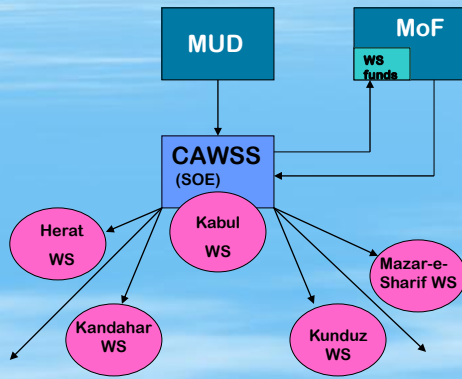 MUD
MoF
WS
funds
CAWSS
(SOE)
Kabul
WS
Herat
WS
Mazar-e-
Sharif WS
Kandahar
WS
Kunduz
WS